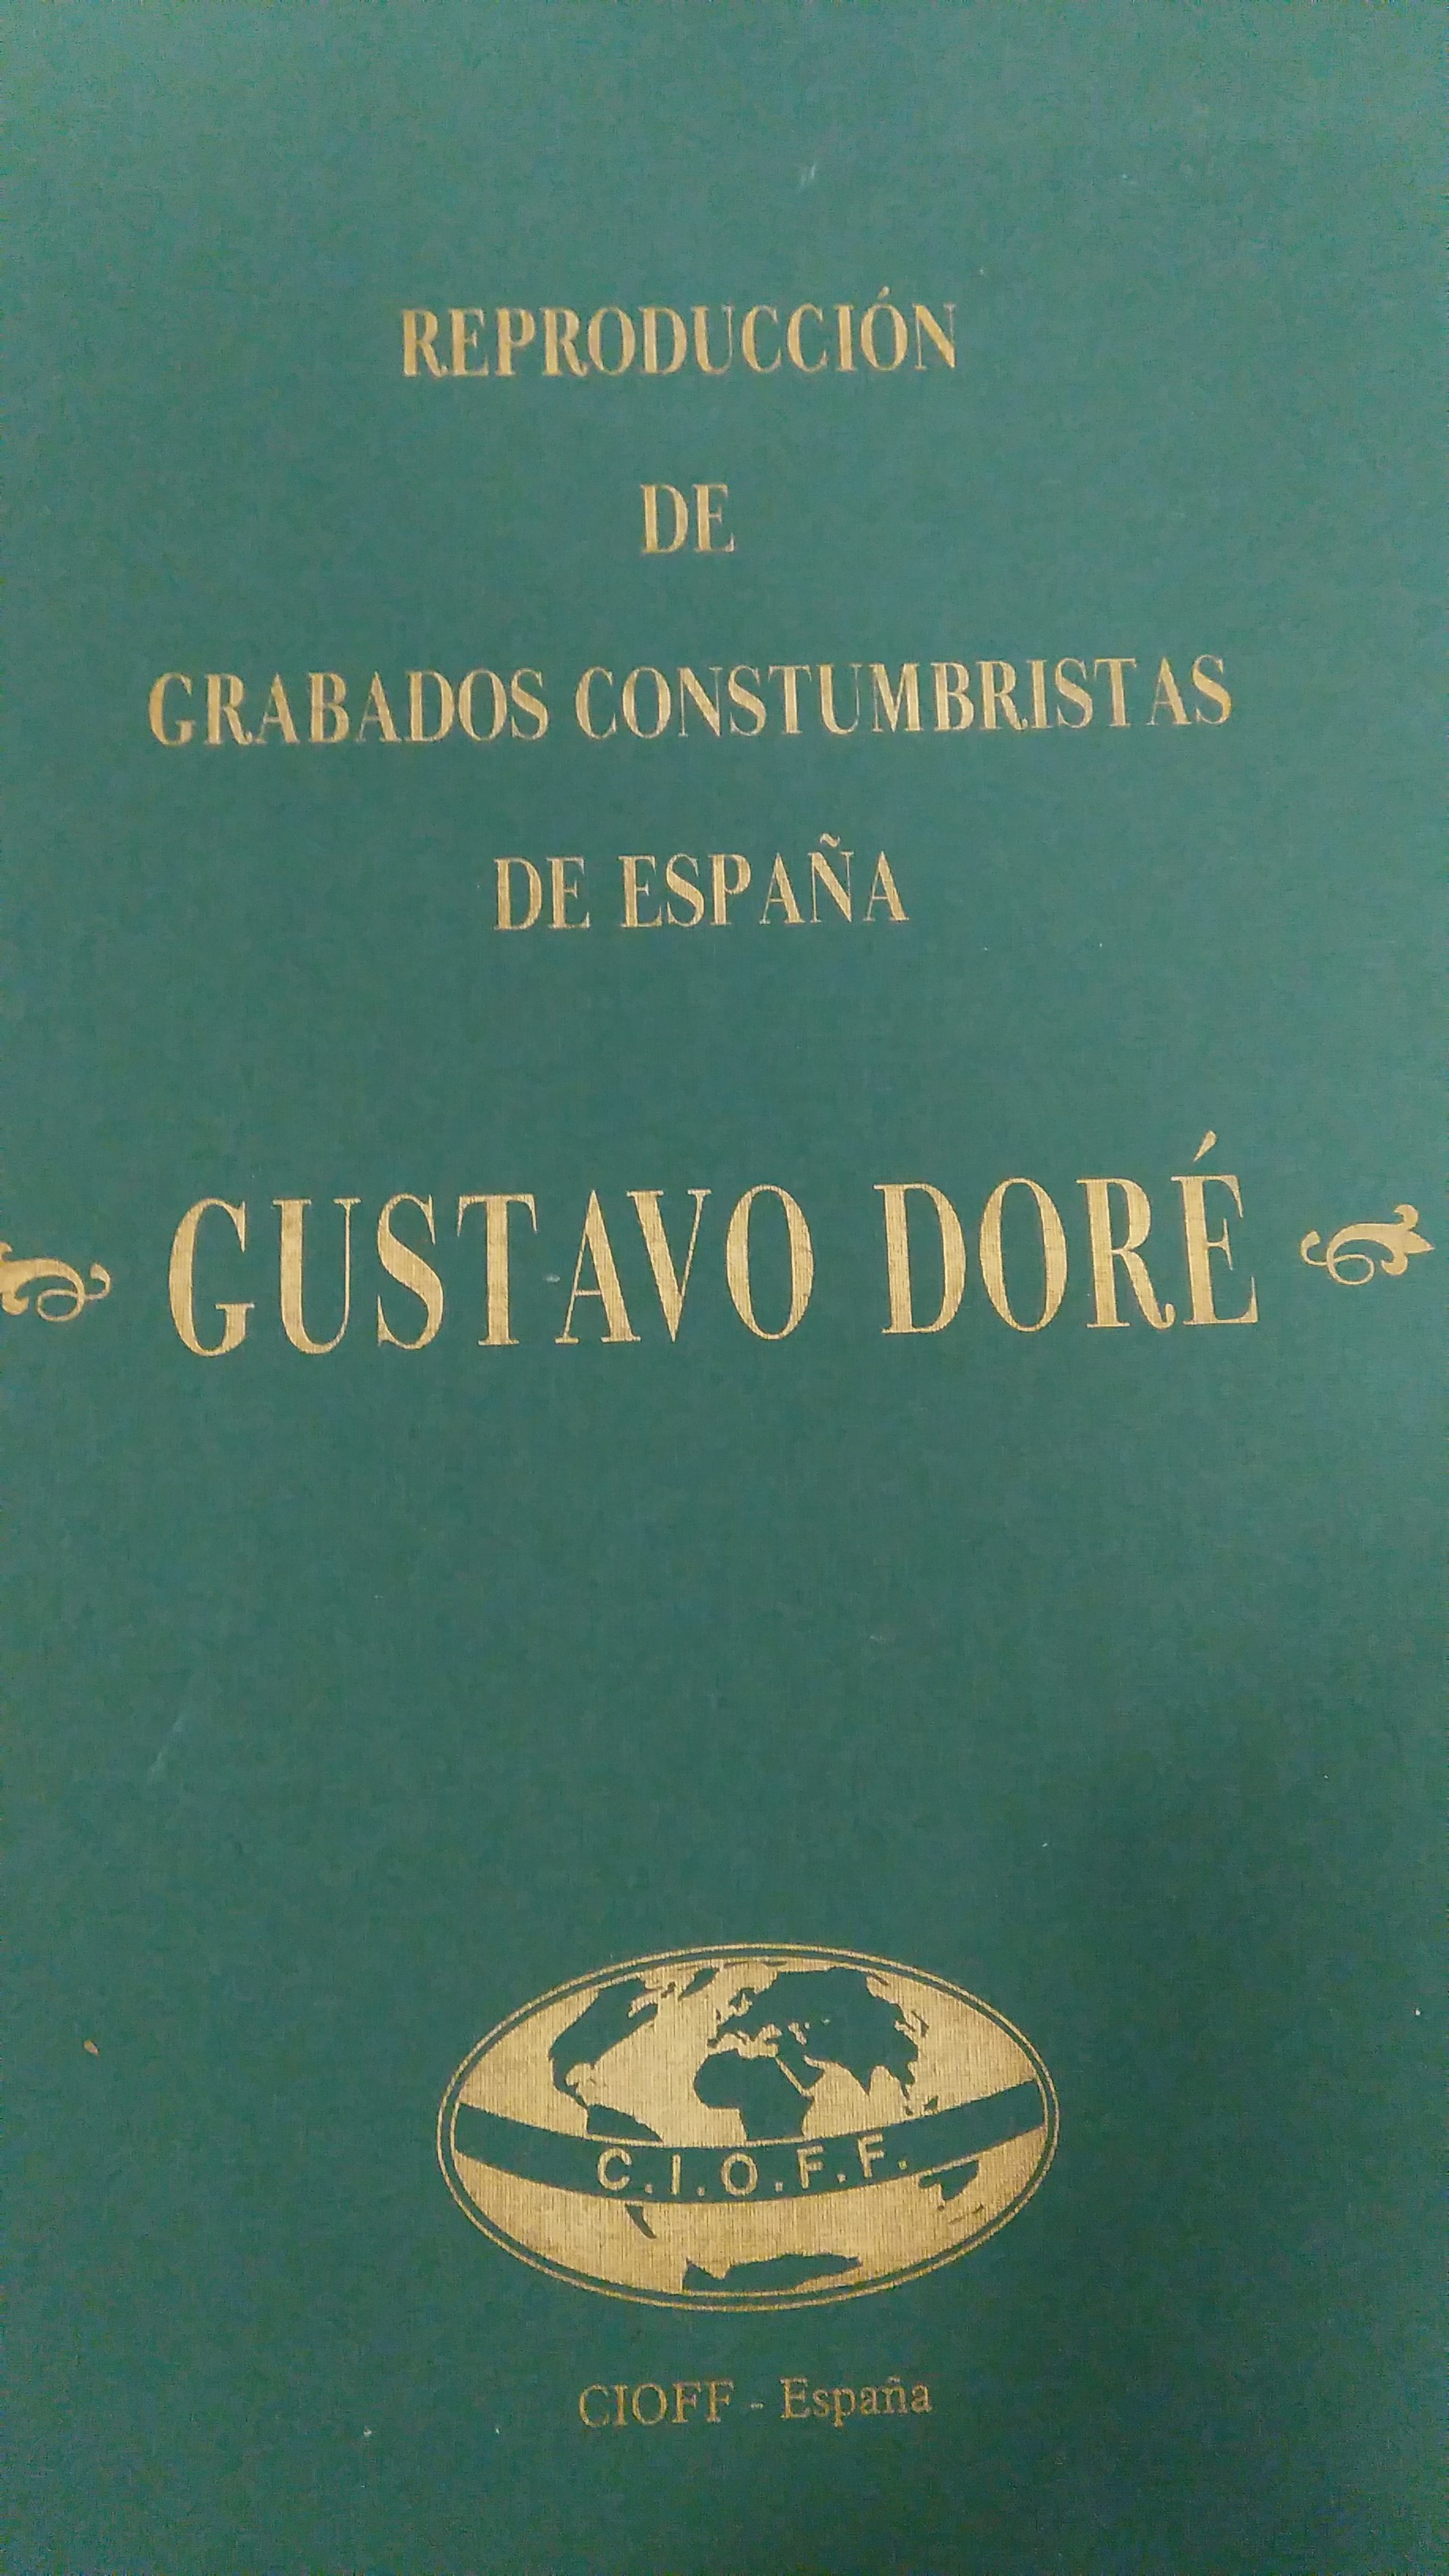 REPRODUCCIÓN
DE
GRABADOS CONSTUMBRISTAS
DE ESPAÑA
GUSTAVO DORÉ
C.I.O.F.F.
CIOFF - España